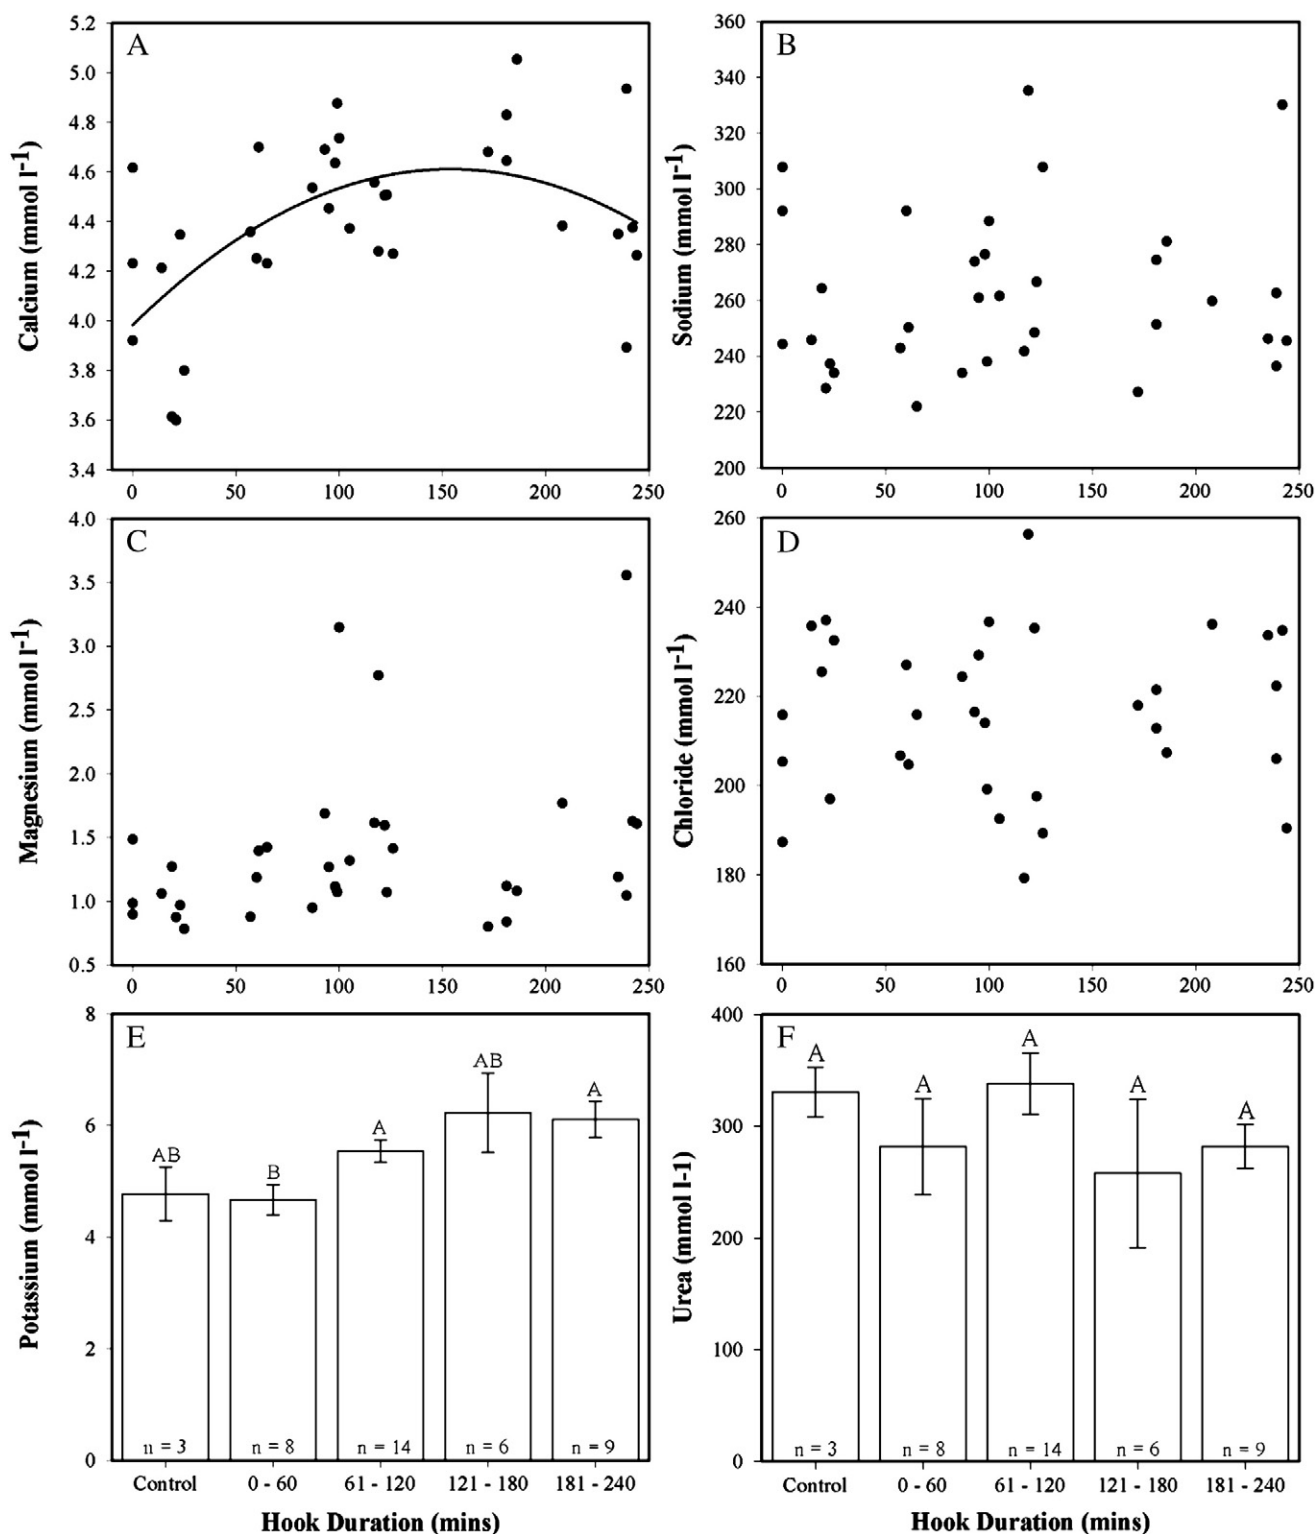 A
Calcium (mmol l-1)
5.2
5.0
4.8
4.6
4.4
4.2
4.0
3.8
3.6
3.4
0 50 100 150 200 250
B
Sodium (mmol l-1)
360
340
320
300
280
260
240
220
200
0 50 100 150 200 250
C
Magnesium (mmol l-1)
4.0
3.5
3.0
2.5
2.0
1.5
1.0
0.5
0 50 100 150 200 250
D
Chloride (mmol l-1)
260
240
220
200
180
160
0 50 100 150 200 250
E
Potassium (mmol l-1)
8
6
4
2
0
AB B A AB A
n = 3 n = 8 n = 14 n = 6 n = 9
Control 0 - 60 61 - 120 121 - 180 181 - 240
Hook Duration (mins)
F
Urea (mmol l-1)
400
300
200
100
0
A A A A A
n = 3 n = 8 n = 14 n = 6 n = 9
Control 0 - 60 61 - 120 121 - 180 181 - 240
Hook Duration (mins)